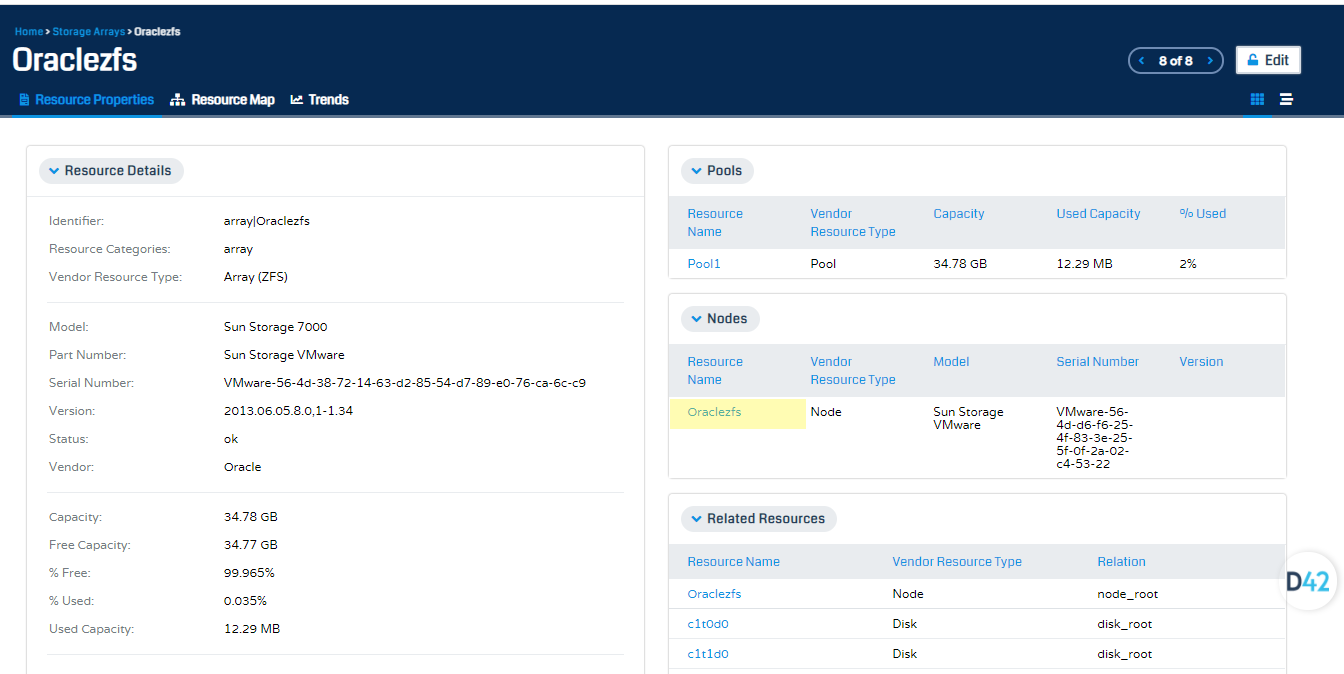 Home > Storage Arrays > Oraclezfs
Oraclezfs
< 8 of 8 >
Edit
Resource Properties
Resource Map
Trends
Resource Details
Identifier: array|Oraclezfs
Resource Categories: array
Vendor Resource Type: Array (ZFS)
Model: Sun Storage 7000
Part Number: Sun Storage VMware
Serial Number: VMware-56-4d-38-72-14-63-d2-85-54-d7-89-e0-76-ca-6c-c9
Version: 2013.06.05.8.0,1-1.34
Status: ok
Vendor: Oracle
Capacity: 34.78 GB
Free Capacity: 34.77 GB
% Free: 99.965%
% Used: 0.035%
Used Capacity: 12.29 MB
Pools
Resource Name
Vendor Resource Type
Capacity
Used Capacity
% Used
Pool1 Pool 34.78 GB 12.29 MB 2%
Nodes
Resource Name
Vendor Resource Type
Model
Serial Number
Version
Oraclezfs
Node
Sun Storage
VMware
VMware-56-
4d-d6-f6-25-
4f-83-3e-25-
5f-0f-2a-02-
c4-53-22
Related Resources
Resource Name Vendor Resource Type Relation
Oraclezfs Node node_root
c1t0d0 Disk disk_root
c1t1d0 Disk disk_root
D42